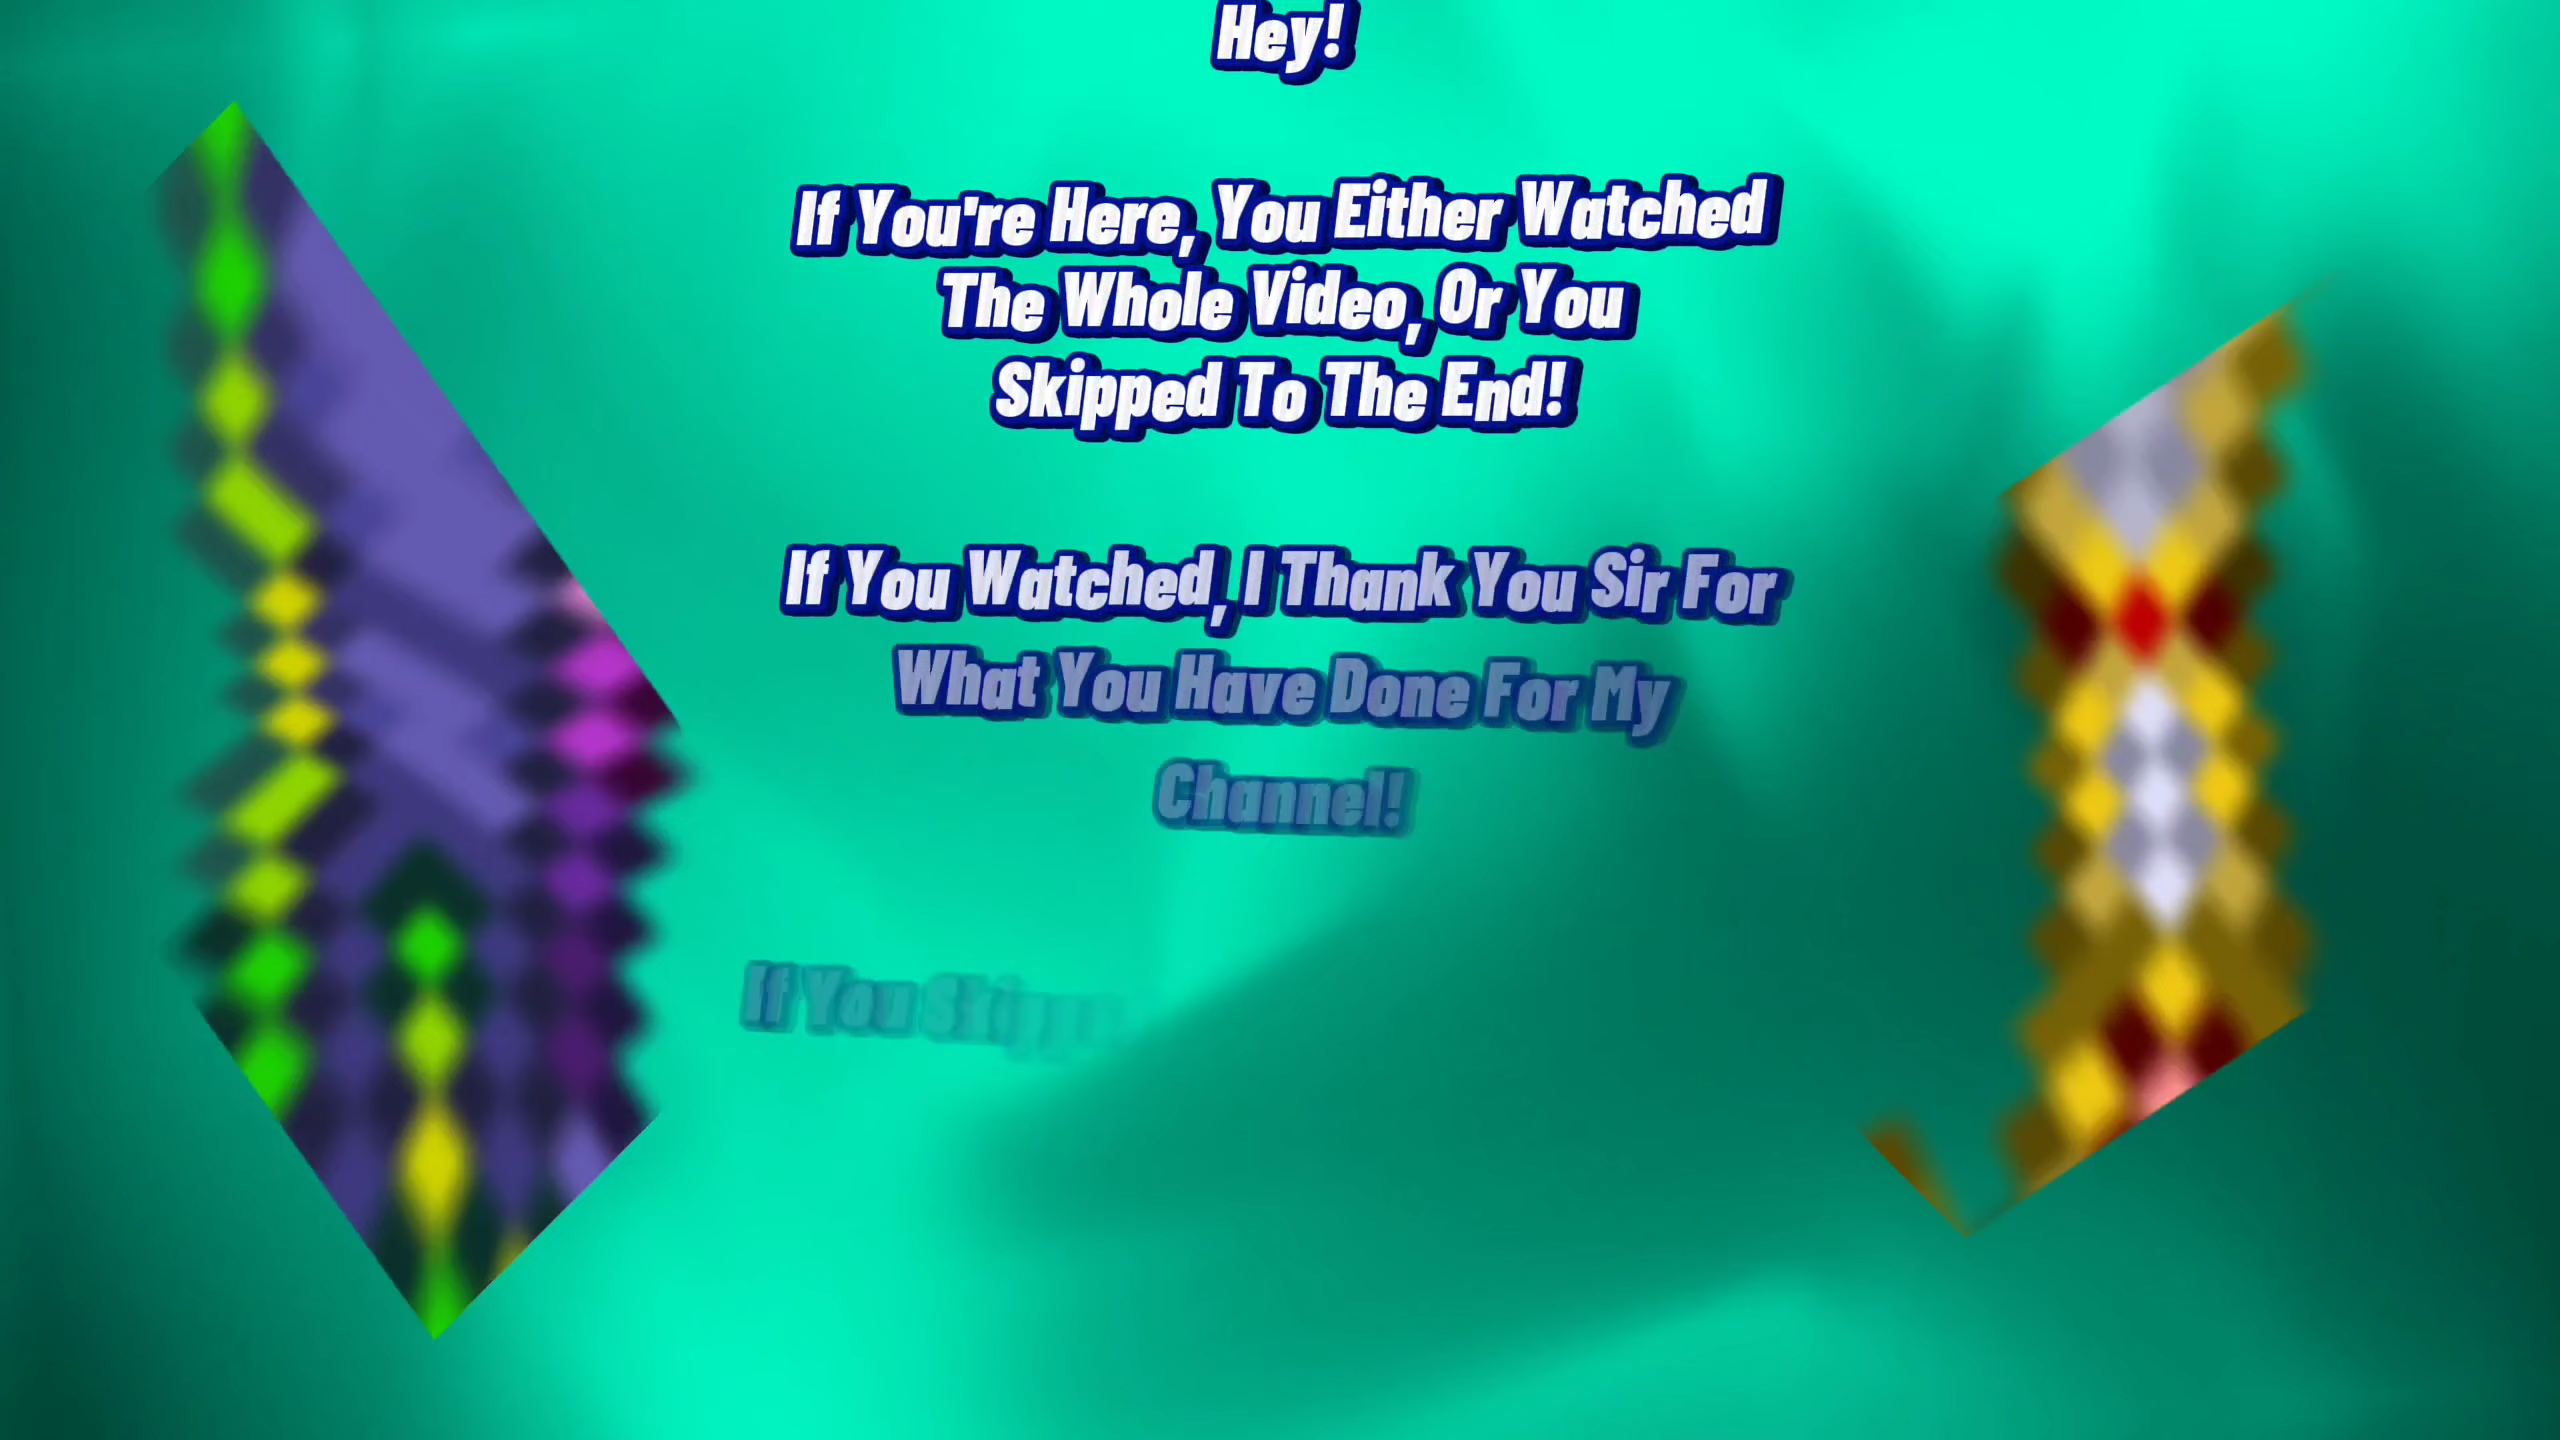 Hey!
If You're Here, You Either Watched
The Whole Video, Or You
Skipped To The End!
If You Watched, I Thank You Sir For
What You Have Done For My
Channel!
If You